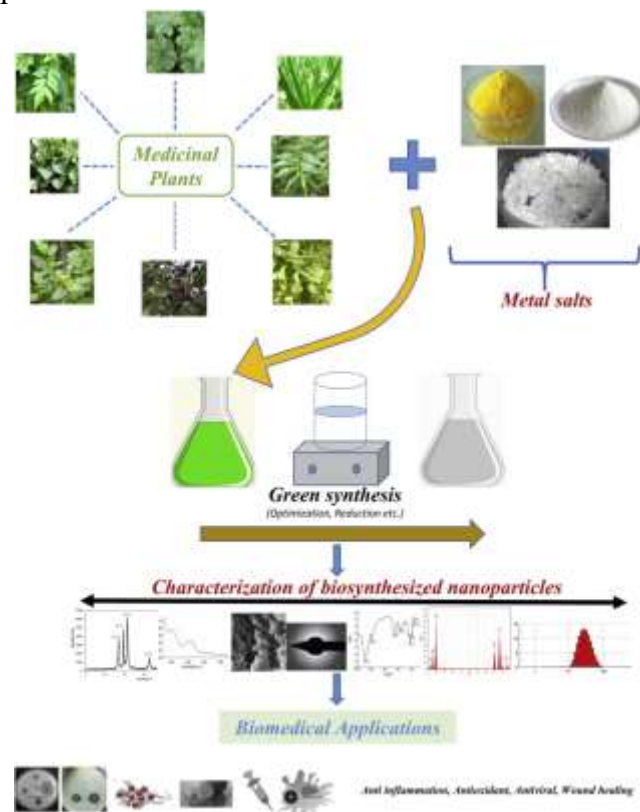 Medicinal
Plants
Metal salts
Green synthesis
(Optimization, Reduction etc.)
Characterization of biosynthesized nanoparticles
Biomedical Applications
Anti inflammation, Antioxidant, Antiviral, Wound healing